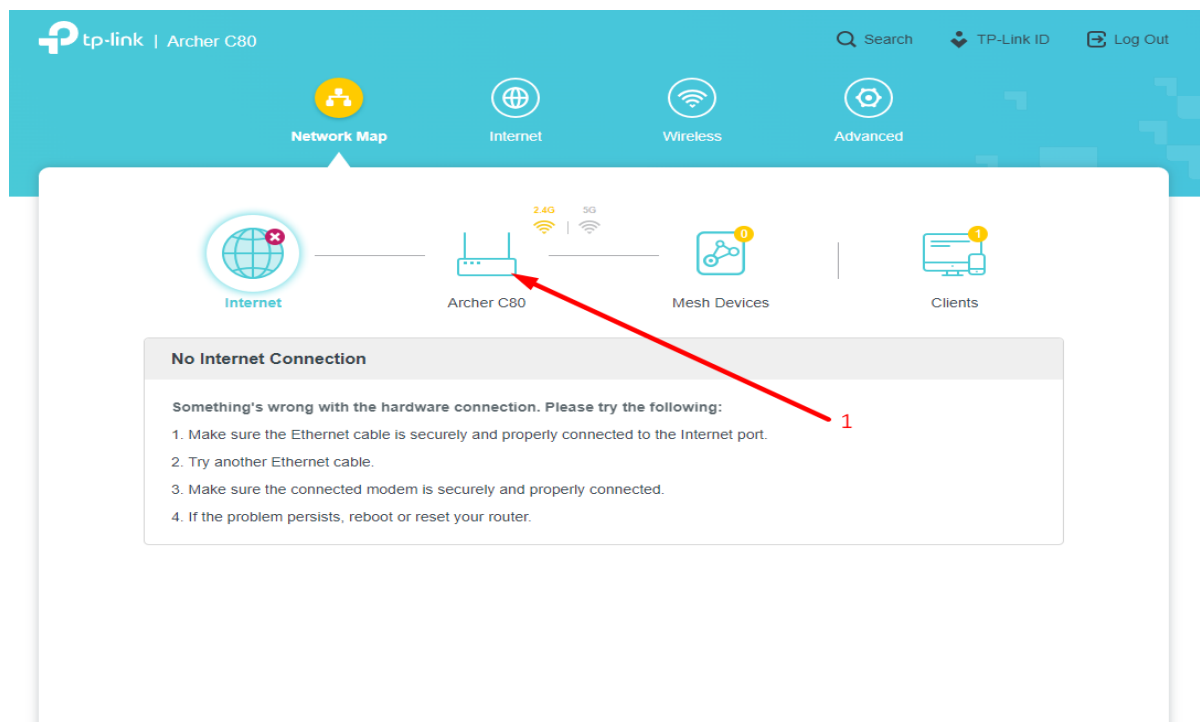 tp-link | Archer C80
Search
TP-Link ID
Log Out
Network Map
Internet
Wireless
Advanced
2.4G | 5G
0
1
Internet
Archer C80
Mesh Devices
Clients
No Internet Connection
Something's wrong with the hardware connection. Please try the following:
1. Make sure the Ethernet cable is securely and properly connected to the Internet port.
1
2. Try another Ethernet cable.
3. Make sure the connected modem is securely and properly connected.
4. If the problem persists, reboot or reset your router.